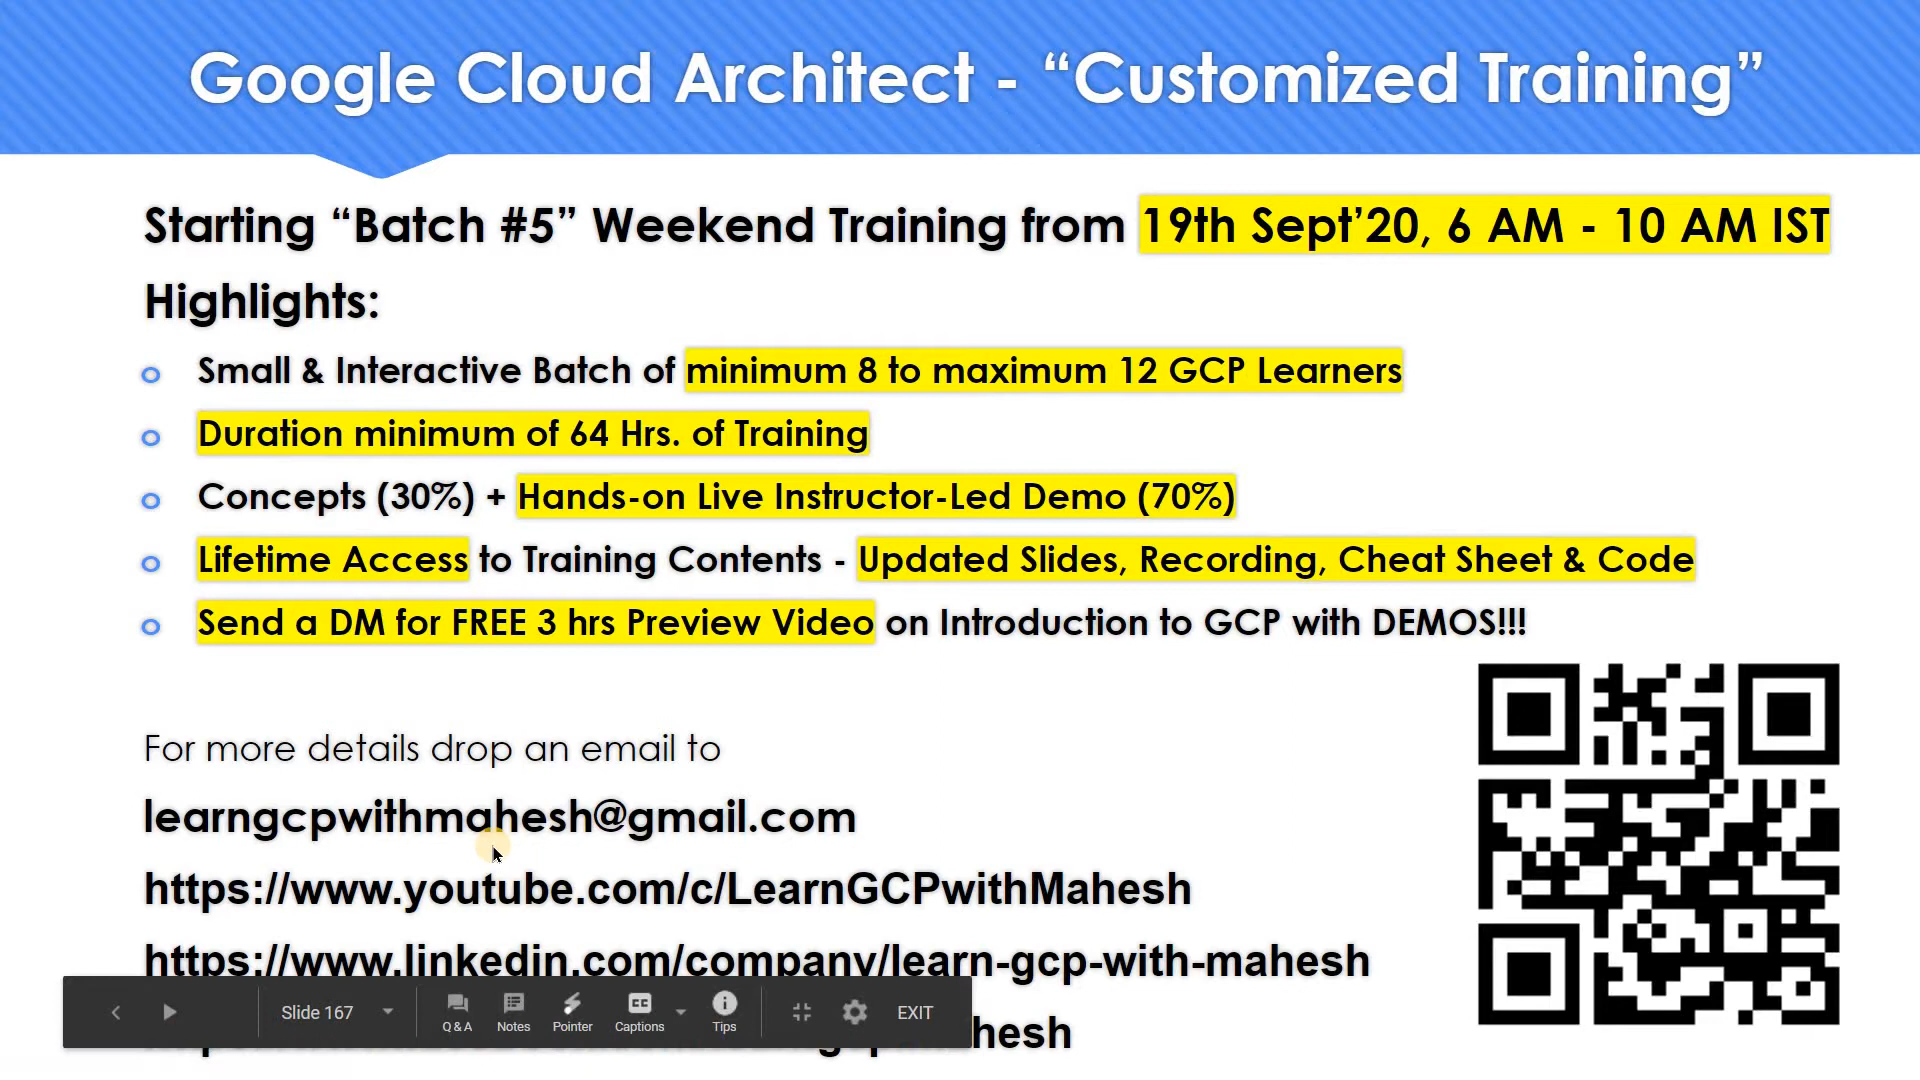 Google Cloud Architect - “Customized Training”
Starting “Batch #5” Weekend Training from 19th Sept’20, 6 AM - 10 AM IST
Highlights:
Small & Interactive Batch of minimum 8 to maximum 12 GCP Learners
Duration minimum of 64 Hrs. of Training
Concepts (30%) + Hands-on Live Instructor-Led Demo (70%)
Lifetime Access to Training Contents - Updated Slides, Recording, Cheat Sheet & Code
Send a DM for FREE 3 hrs Preview Video on Introduction to GCP with DEMOS!!!
For more details drop an email to
learngcpwithmahesh@gmail.com
https://www.youtube.com/c/LearnGCPwithMahesh
https://www.linkedin.com/company/learn-gcp-with-mahesh
hesh
Slide 167 Q & A Notes Pointer CC Captions Tips EXIT